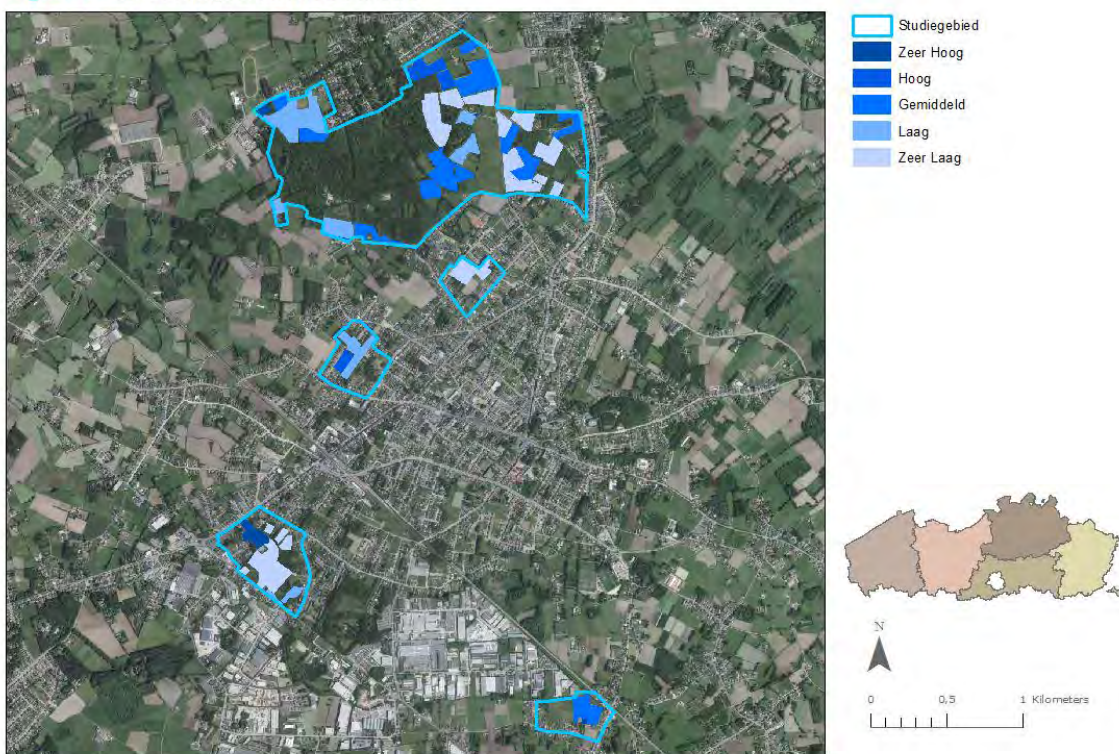 Studiegebied
Zeer Hoog
Hoog
Gemiddeld
Laag
Zeer Laag
N
0 0,5 1 Kilometers